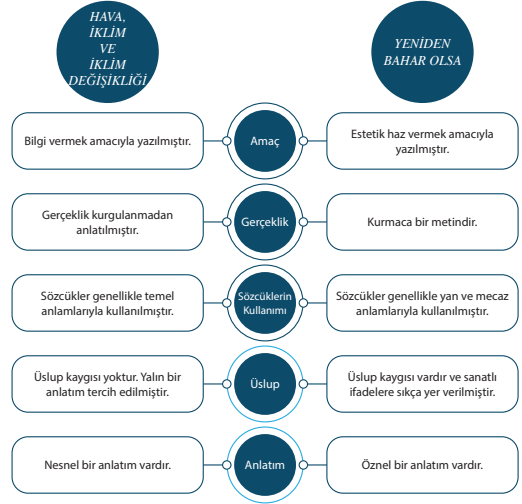 HAVA,
İKLİM
VE
İKLİM
DEĞİŞİKLİĞİ
YENİDEN
BAHAR OLSA
Bilgi vermek amacıyla yazılmıştır.
Amaç
Estetik haz vermek amacıyla
yazılmıştır.
Gerçeklik kurgulanmadan
anlatılmıştır.
Gerçeklik
Kurmaca bir metindir.
Sözcükler genellikle temel
anlamlarıyla kullanılmıştır.
Sözcüklerin
Kullanımı
Sözcükler genellikle yan ve mecaz
anlamlarıyla kullanılmıştır.
Üslup kaygısı yoktur. Yalın bir
anlatım tercih edilmiştir.
Üslup
Üslup kaygısı vardır ve sanatlı
ifadelere sıkça yer verilmiştir.
Nesnel bir anlatım vardır.
Anlatım
Öznel bir anlatım vardır.